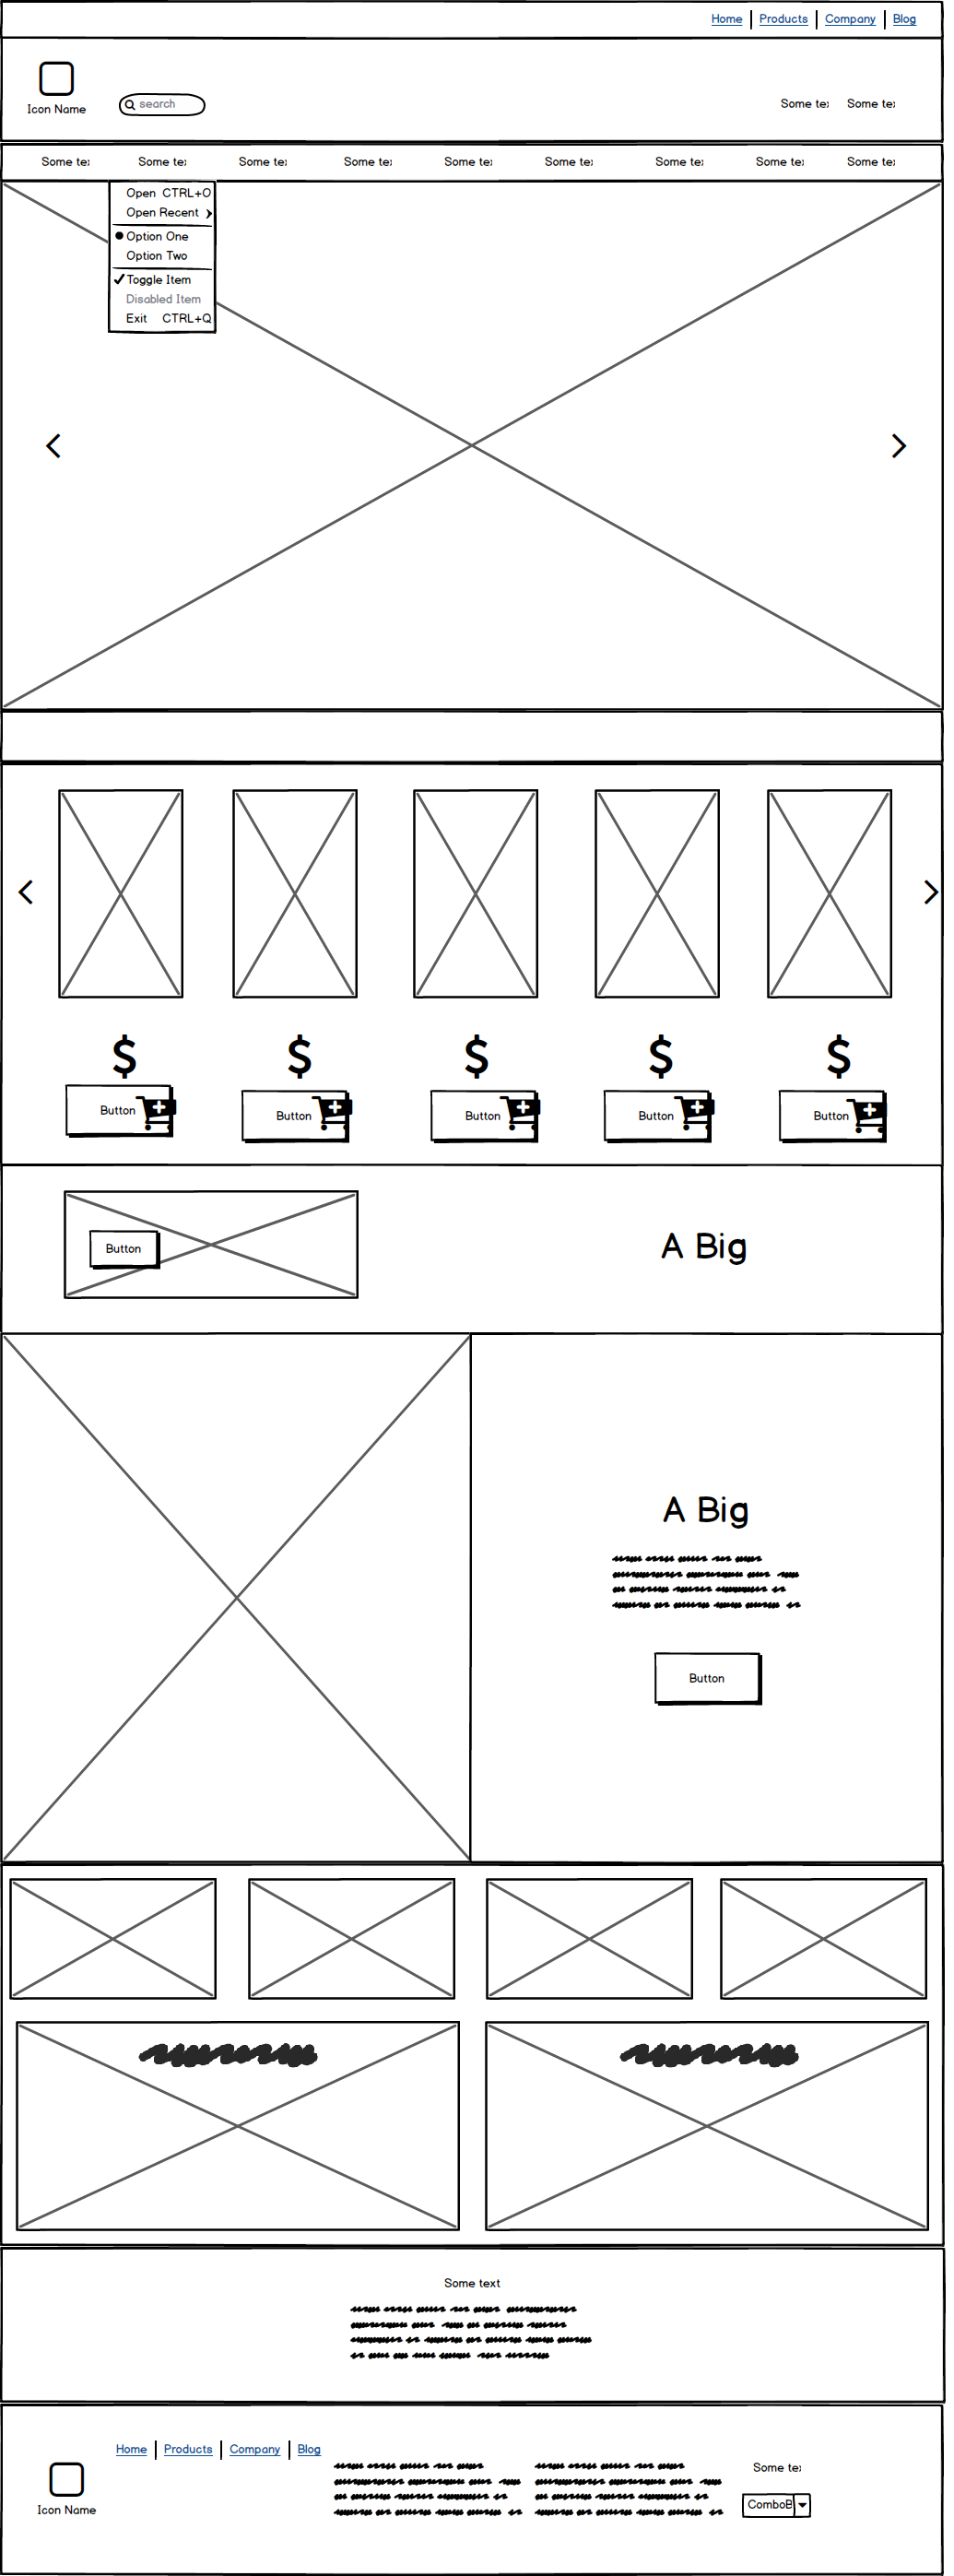 Home Products Company Blog
Icon Name
search
Some te Some te
Some te Some te Some te Some te Some te Some te Some te Some te Some te
Open CTRL+O
Open Recent
Option One
Option Two
Toggle Item
Disabled Item
Exit CTRL+Q
$ $ $ $ $
Button Button Button Button Button
Button
A Big
A Big
Button
Some text
Home Products Company Blog
Icon Name
Some te
ComboB